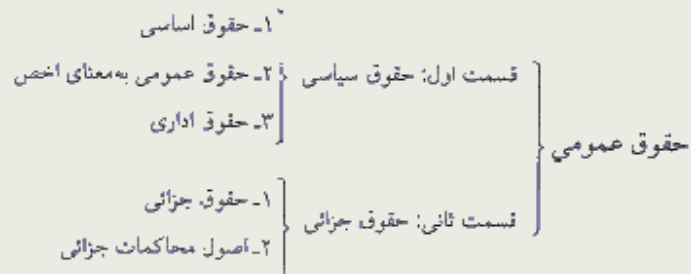 حقوق عمومي
قسمت اول: حقوق سیاسی
۱ـ حقوق اساسی
۲ـ حقوق عمومی به‌معنای اخص
۳ـ حقوق اداری
قسمت ثانی: حقوق جزائی
۱ـ حقوق جزائی
۲ـ اصول محاکمات جزائی